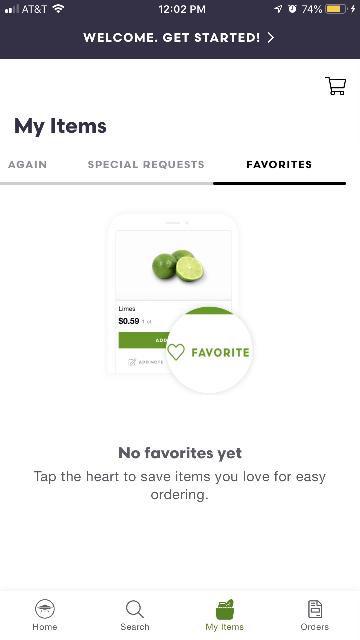 AT&T 12:02 PM 74%
WELCOME. GET STARTED!
My Items
AGAIN SPECIAL REQUESTS FAVORITES
Limes
$0.59
ADD
FAVORITE
ADD NOTE
No favorites yet
Tap the heart to save items you love for easy
ordering.
Home Search My Items Orders